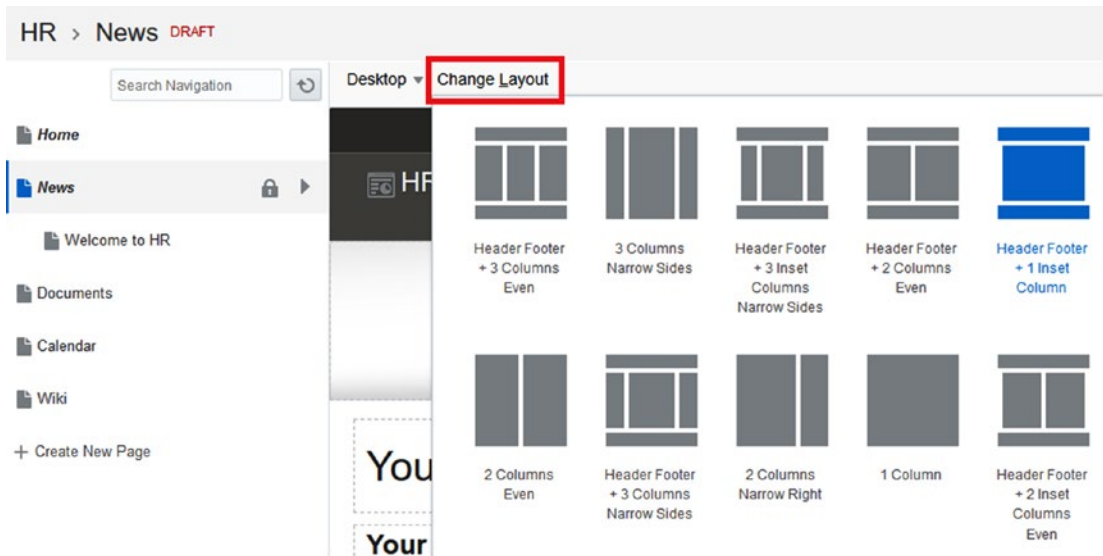 HR > News DRAFT
Search Navigation
Desktop Change Layout
Home
News
Welcome to HR
Documents
Calendar
Wiki
+ Create New Page
HR
Header Footer
+ 3 Columns
Even
3 Columns
Narrow Sides
Header Footer
+ 3 Inset
Columns
Narrow Sides
Header Footer
+ 2 Columns
Even
Header Footer
+ 1 Inset
Column
2 Columns
Even
Header Footer
+ 3 Columns
Narrow Sides
2 Columns
Narrow Right
1 Column
Header Footer
+ 2 Inset
Columns
Even
You
Your